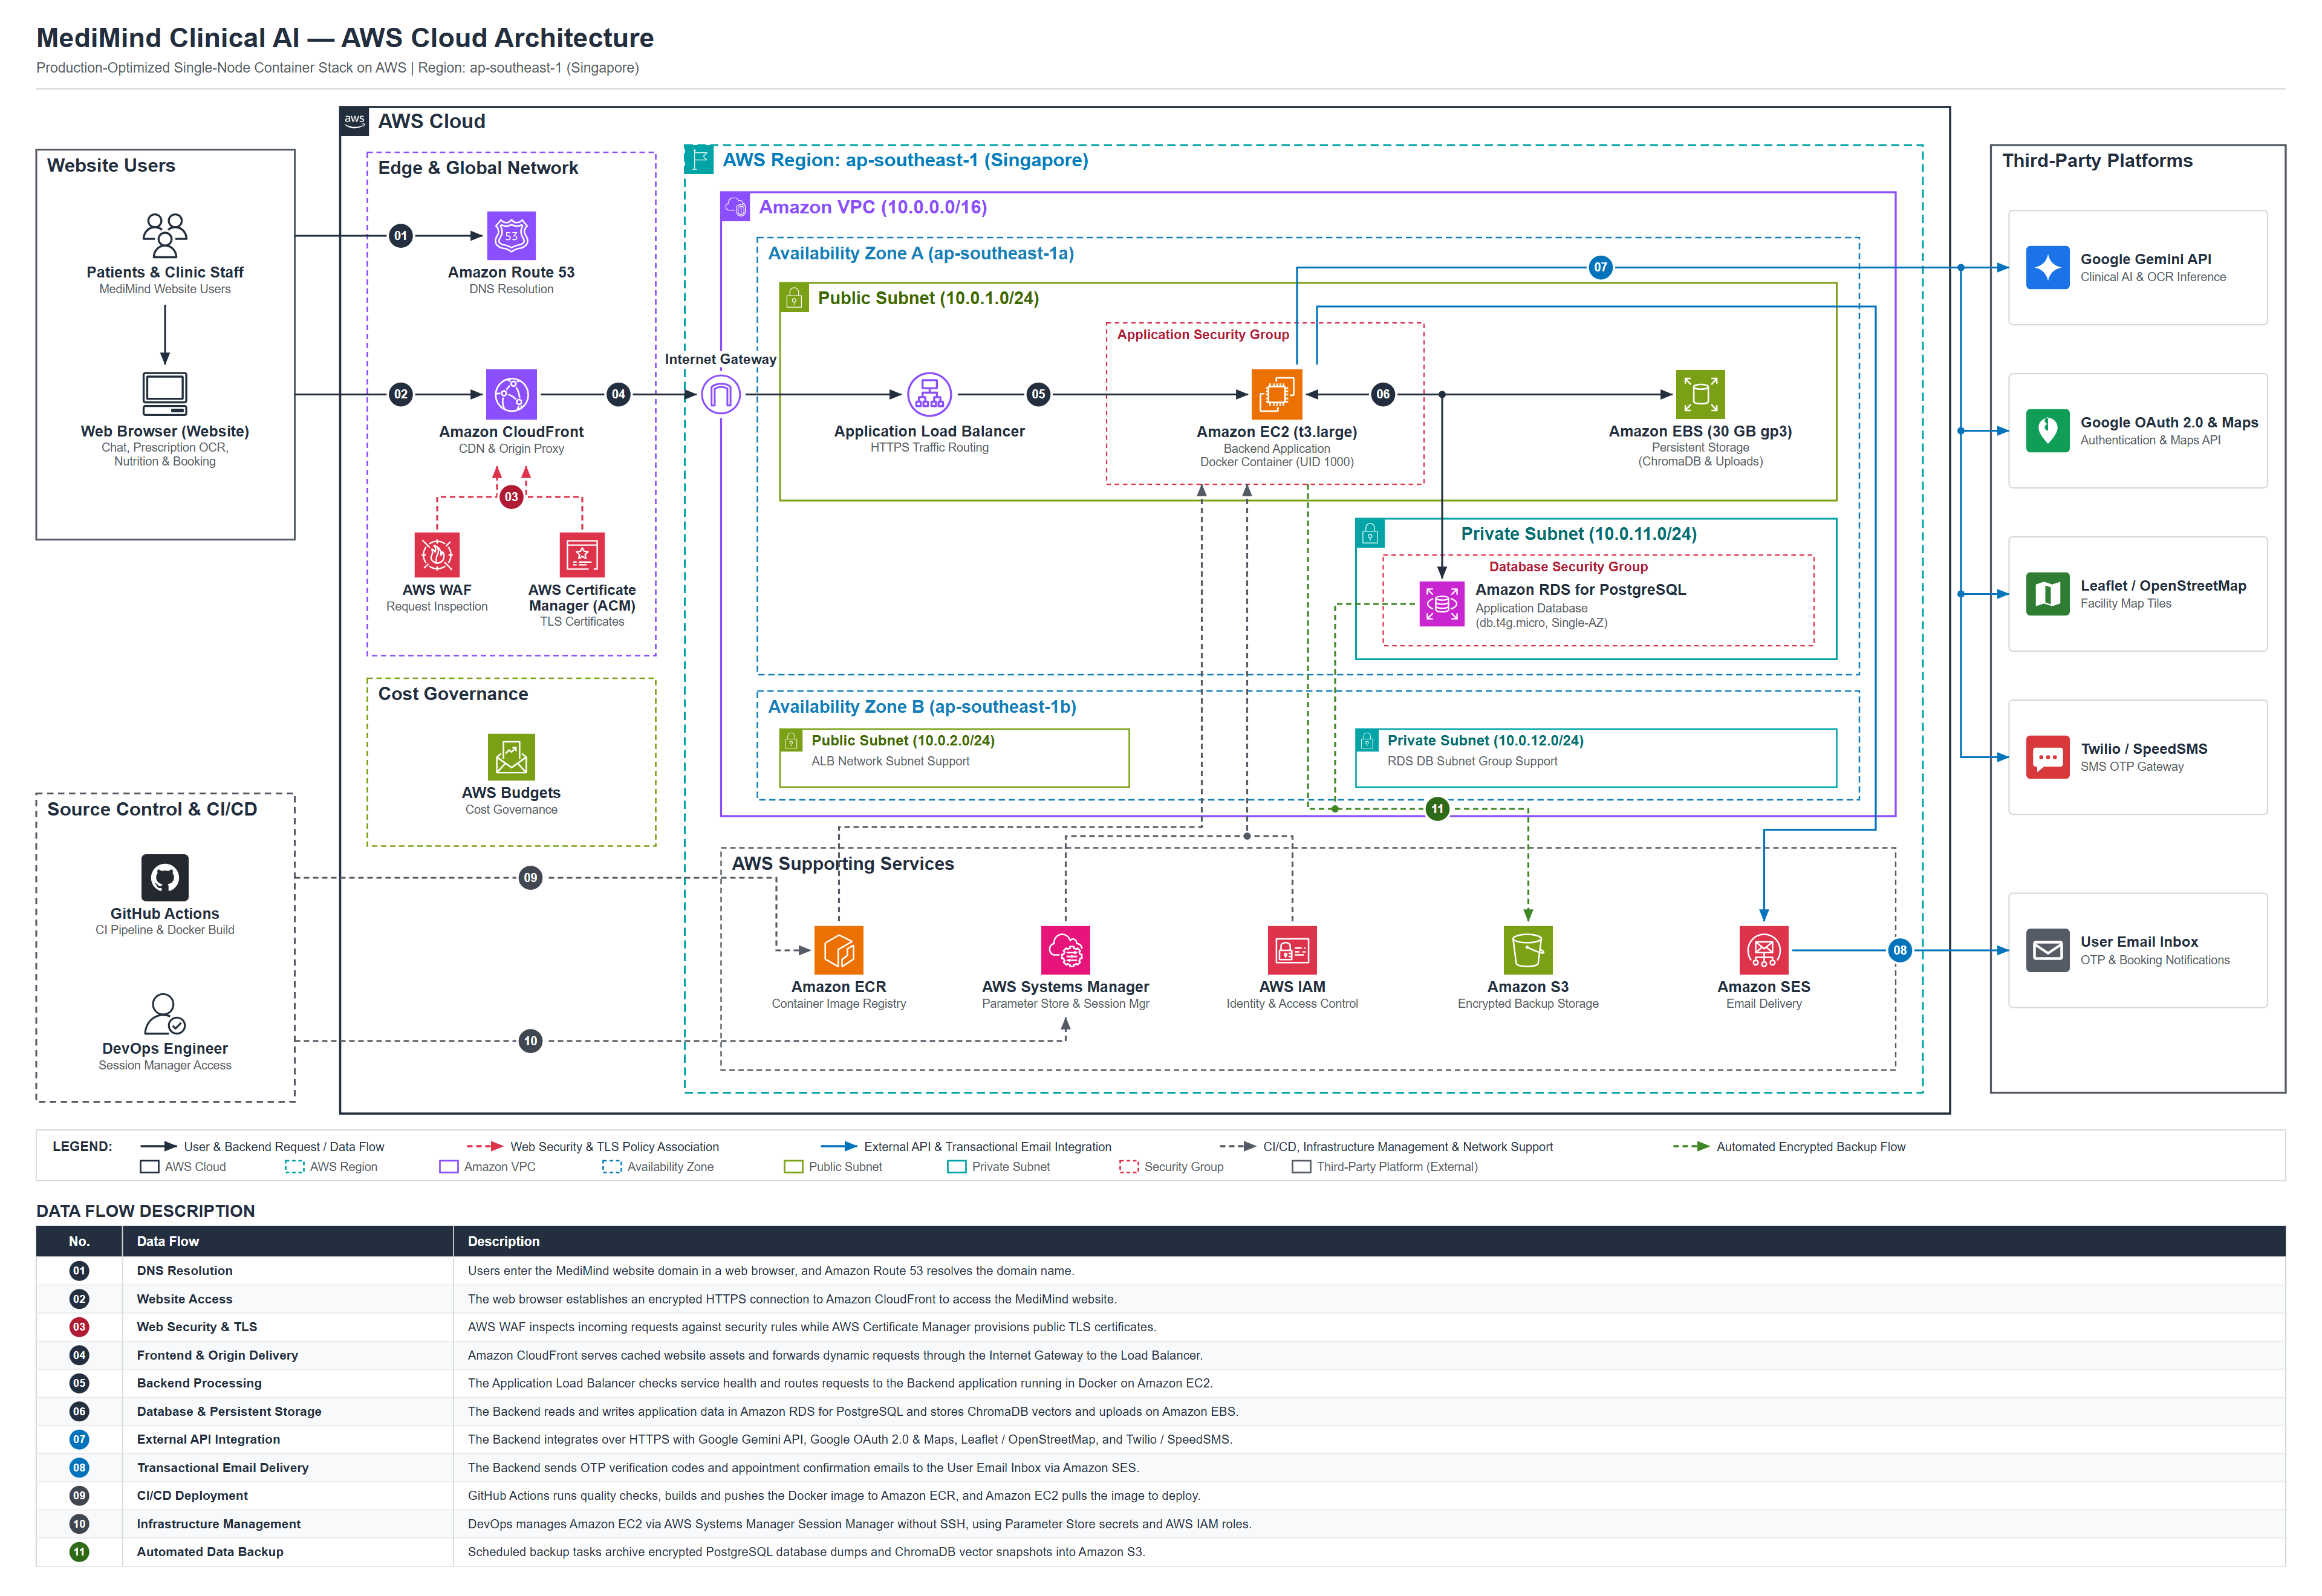 MediMind Clinical AI — AWS Cloud Architecture
Production-Optimized Single-Node Container Stack on AWS | Region: ap-southeast-1 (Singapore)
aws
AWS Cloud
Website Users
Patients & Clinic Staff
MediMind Website Users
Web Browser (Website)
Chat, Prescription OCR,
Nutrition & Booking
Source Control & CI/CD
GitHub Actions
CI Pipeline & Docker Build
DevOps Engineer
Session Manager Access
Edge & Global Network
01
53
Amazon Route 53
DNS Resolution
02
Amazon CloudFront
CDN & Origin Proxy
04
03
AWS WAF
Request Inspection
AWS Certificate
Manager (ACM)
TLS Certificates
Cost Governance
AWS Budgets
Cost Governance
09
10
AWS Region: ap-southeast-1 (Singapore)
Amazon VPC (10.0.0.0/16)
Availability Zone A (ap-southeast-1a)
07
Public Subnet (10.0.1.0/24)
Application Security Group
Internet Gateway
Application Load Balancer
HTTPS Traffic Routing
05
Amazon EC2 (t3.large)
Backend Application
Docker Container (UID 1000)
06
Amazon EBS (30 GB gp3)
Persistent Storage
(ChromaDB & Uploads)
Private Subnet (10.0.11.0/24)
Database Security Group
Amazon RDS for PostgreSQL
Application Database
(db.t4g.micro, Single-AZ)
Availability Zone B (ap-southeast-1b)
Public Subnet (10.0.2.0/24)
ALB Network Subnet Support
Private Subnet (10.0.12.0/24)
RDS DB Subnet Group Support
11
AWS Supporting Services
Amazon ECR
Container Image Registry
AWS Systems Manager
Parameter Store & Session Mgr
AWS IAM
Identity & Access Control
Amazon S3
Encrypted Backup Storage
Amazon SES
Email Delivery
08
Third-Party Platforms
Google Gemini API
Clinical AI & OCR Inference
Google OAuth 2.0 & Maps
Authentication & Maps API
Leaflet / OpenStreetMap
Facility Map Tiles
Twilio / SpeedSMS
SMS OTP Gateway
User Email Inbox
OTP & Booking Notifications
LEGEND: User & Backend Request / Data Flow Web Security & TLS Policy Association External API & Transactional Email Integration CI/CD, Infrastructure Management & Network Support Automated Encrypted Backup Flow
AWS Cloud AWS Region Amazon VPC Availability Zone Public Subnet Private Subnet Security Group Third-Party Platform (External)
DATA FLOW DESCRIPTION
No. Data Flow Description
01 DNS Resolution Users enter the MediMind website domain in a web browser, and Amazon Route 53 resolves the domain name.
02 Website Access The web browser establishes an encrypted HTTPS connection to Amazon CloudFront to access the MediMind website.
03 Web Security & TLS AWS WAF inspects incoming requests against security rules while AWS Certificate Manager provisions public TLS certificates.
04 Frontend & Origin Delivery Amazon CloudFront serves cached website assets and forwards dynamic requests through the Internet Gateway to the Load Balancer.
05 Backend Processing The Application Load Balancer checks service health and routes requests to the Backend application running in Docker on Amazon EC2.
06 Database & Persistent Storage The Backend reads and writes application data in Amazon RDS for PostgreSQL and stores ChromaDB vectors and uploads on Amazon EBS.
07 External API Integration The Backend integrates over HTTPS with Google Gemini API, Google OAuth 2.0 & Maps, Leaflet / OpenStreetMap, and Twilio / SpeedSMS.
08 Transactional Email Delivery The Backend sends OTP verification codes and appointment confirmation emails to the User Email Inbox via Amazon SES.
09 CI/CD Deployment GitHub Actions runs quality checks, builds and pushes the Docker image to Amazon ECR, and Amazon EC2 pulls the image to deploy.
10 Infrastructure Management DevOps manages Amazon EC2 via AWS Systems Manager Session Manager without SSH, using Parameter Store secrets and AWS IAM roles.
11 Automated Data Backup Scheduled backup tasks archive encrypted PostgreSQL database dumps and ChromaDB vector snapshots into Amazon S3.